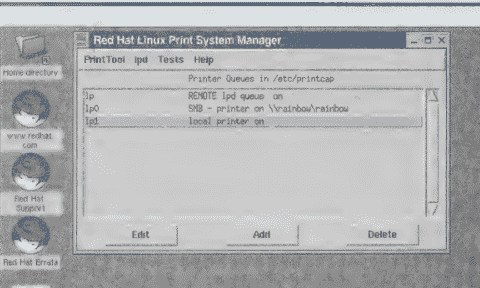 Red Hat Linux Print System Manager
PrintTool lpd Tests Help
Printer Queues in /etc/printcap
lp REMOTE lpd queue on
lp0 SMB - printer on \\rainbow\rainbow
lp1 local printer on
Edit Add Delete
Home directory
www.redhat.com
Red Hat Support
Red Hat Errata